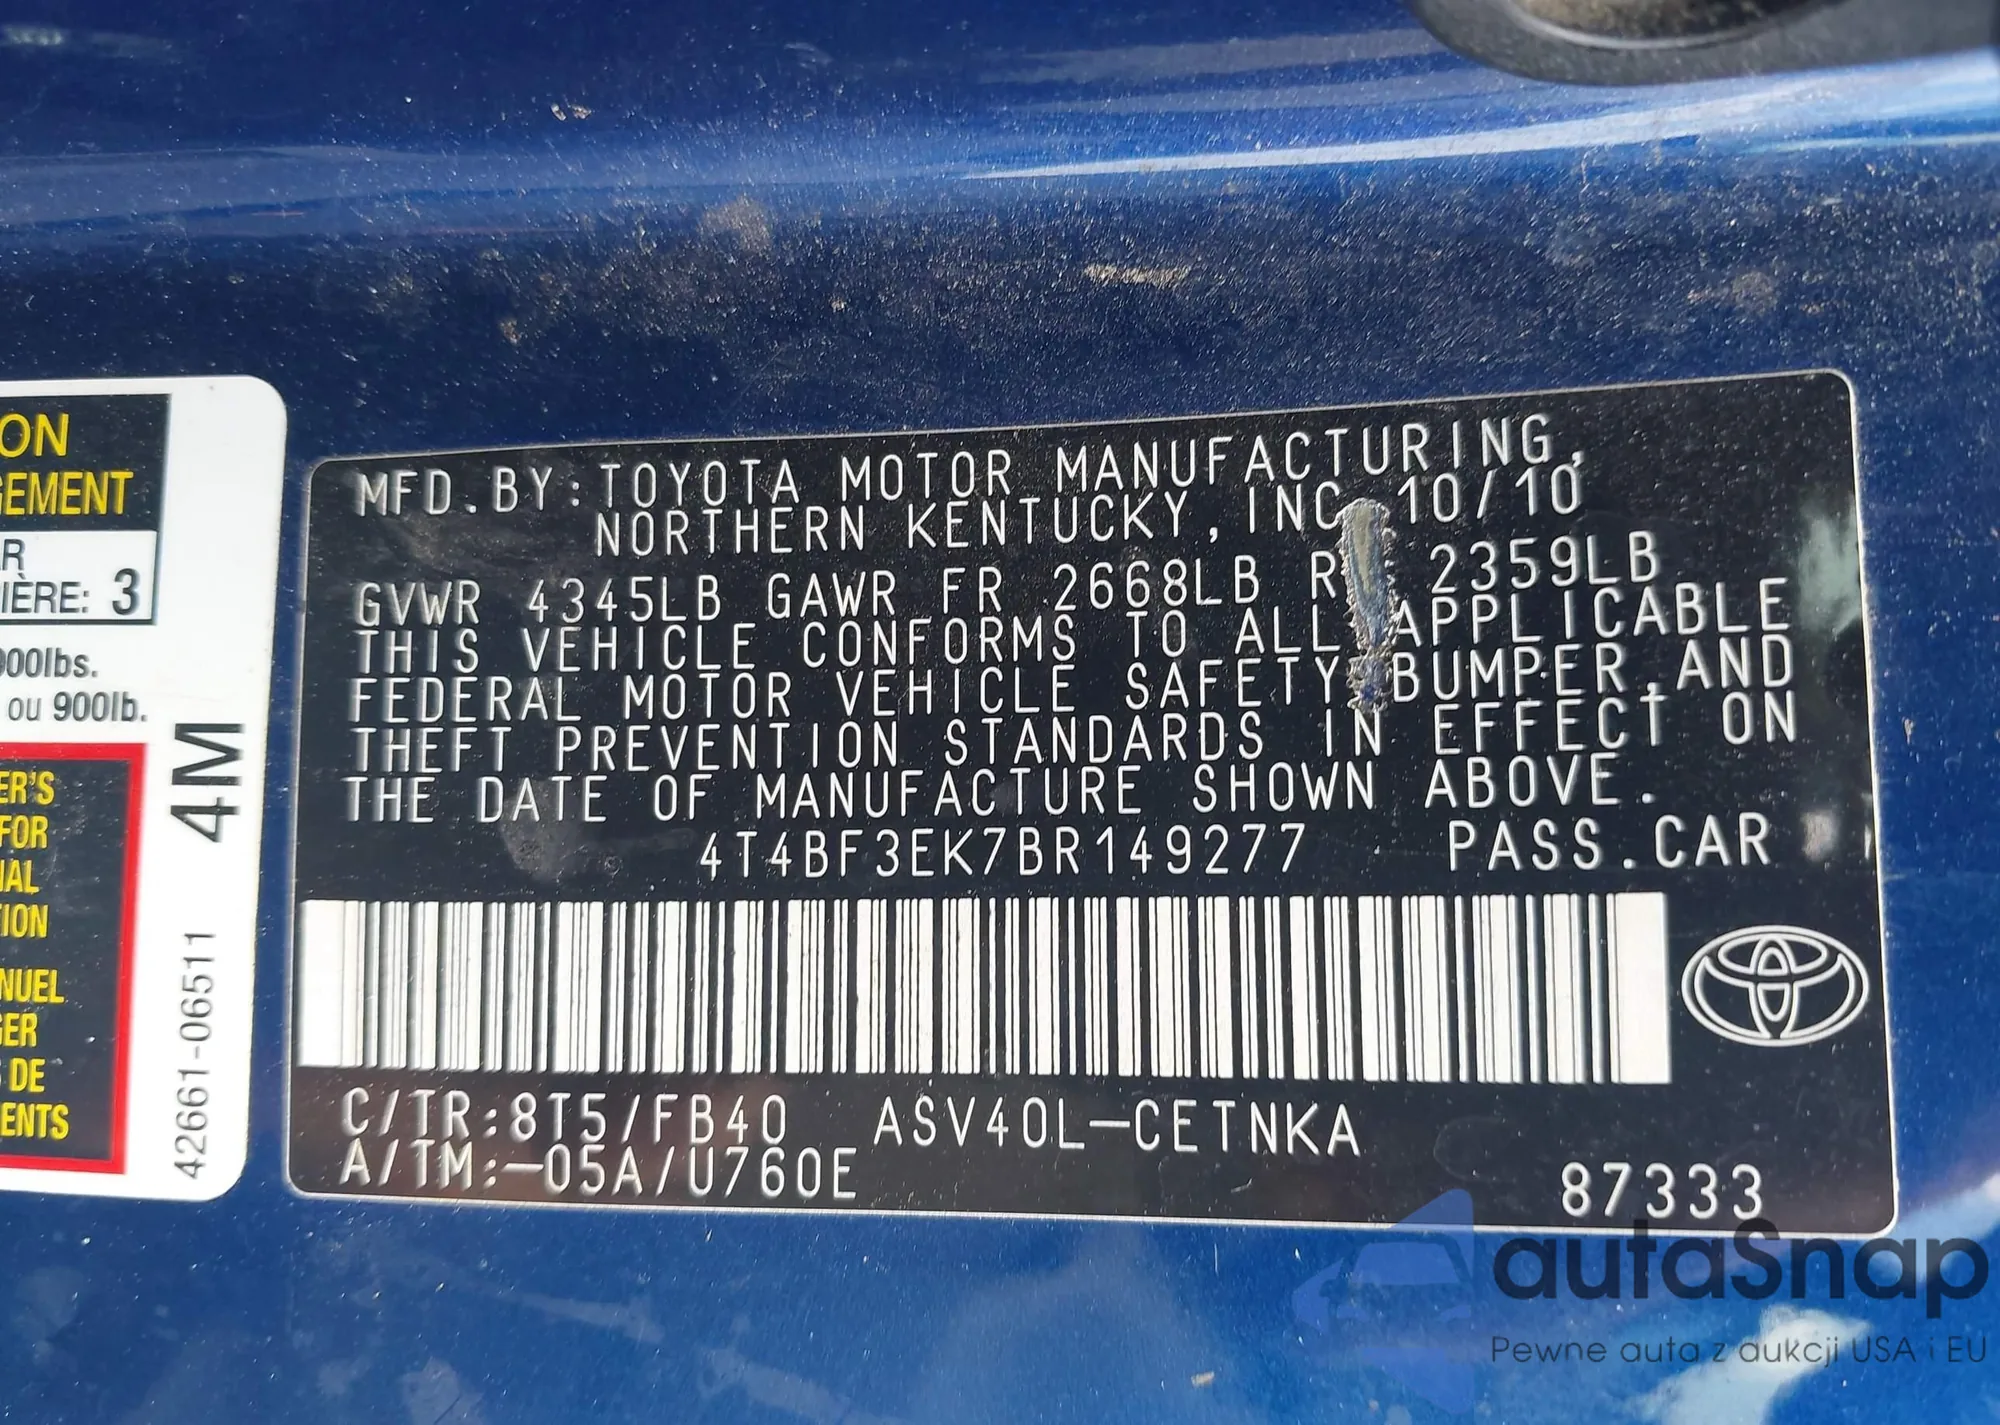 ON
GEMENT
R
IÈRE: 3
900lbs.
ou 900lb.
ER'S
FOR
NAL
TION
NUEL
GER
DE
ENTS
4M
42661-06511
MFD. BY: TOYOTA MOTOR MANUFACTURING,
NORTHERN KENTUCKY, INC 10/10
GVWR 4345LB GAWR FR 2668LB R 2359LB
THIS VEHICLE CONFORMS TO ALL APPLICABLE
FEDERAL MOTOR VEHICLE SAFETY BUMPER, AND
THEFT PREVENTION STANDARDS IN EFFECT ON
THE DATE OF MANUFACTURE SHOWN ABOVE.
4T4BF3EK7BR149277 PASS.CAR
C/TR:8T5/FB40 ASV40L-CETNKA
A/TM:-05A/U760E
87333
autaSnap
Pewne auta z aukcji USA i EU